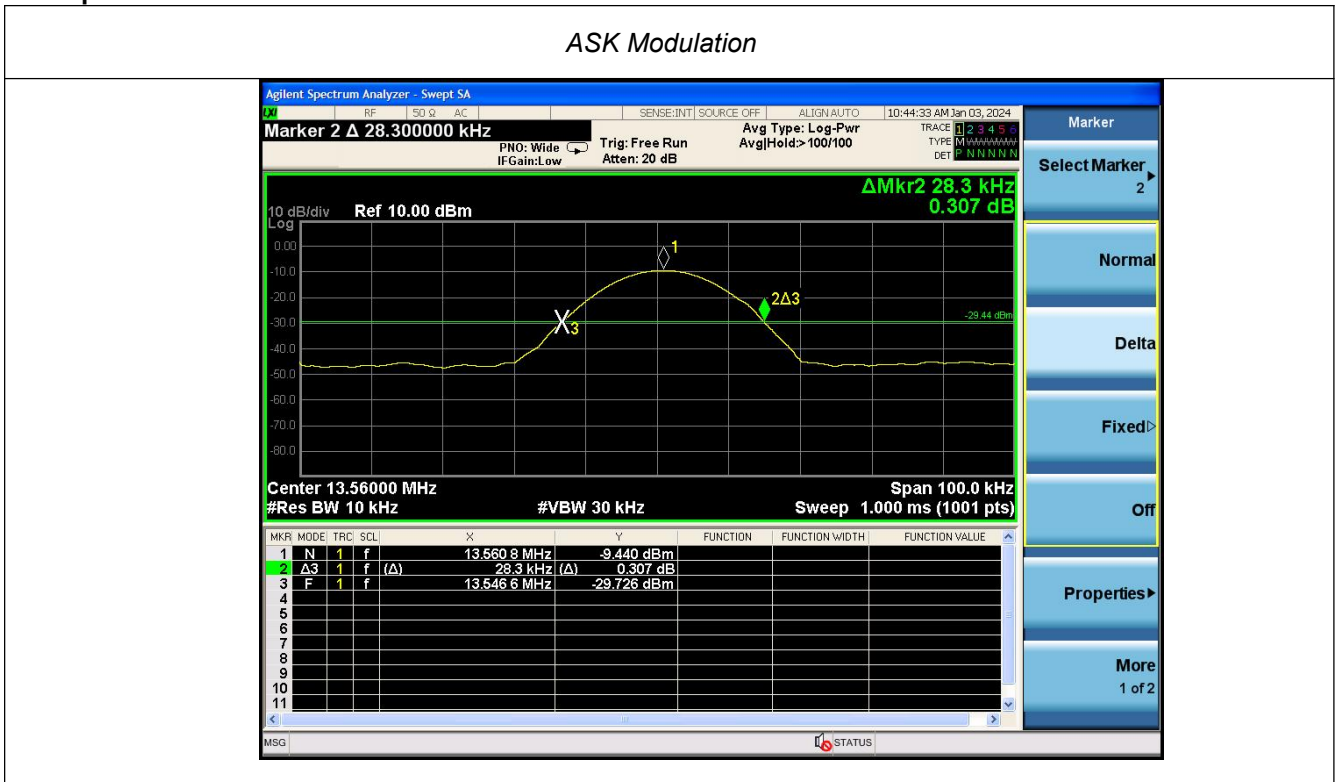 ASK Modulation
Agilent Spectrum Analyzer - Swept SA
LXI RF 50 Ω AC SENSE:INT SOURCE OFF ALIGN AUTO 10:44:33 AM Jan 03, 2024
Marker 2 Δ 28.300000 kHz
PNO: Wide
IFGain:Low
Trig: Free Run
Atten: 20 dB
Avg Type: Log-Pwr
Avg|Hold:>100/100
TRACE 1 2 3 4 5 6
TYPE M
DET P N N N N N
ΔMkr2 28.3 kHz
0.307 dB
10 dB/div Ref 10.00 dBm
Log
0.00
-10.0
-20.0
-30.0
-40.0
-50.0
-60.0
-70.0
-80.0
1
2Δ3
3
-29.44 dBm
Center 13.56000 MHz Span 100.0 kHz
#Res BW 10 kHz #VBW 30 kHz Sweep 1.000 ms (1001 pts)
MKR MODE TRC SCL X Y FUNCTION FUNCTION WIDTH FUNCTION VALUE
1 N 1 f 13.560 8 MHz -9.440 dBm
2 Δ3 1 f (Δ) 28.3 kHz (Δ) 0.307 dB
3 F 1 f 13.546 6 MHz -29.726 dBm
4
5
6
7
8
9
10
11
MSG STATUS
Marker
Select Marker
2
Normal
Delta
Fixed
Off
Properties
More
1 of 2